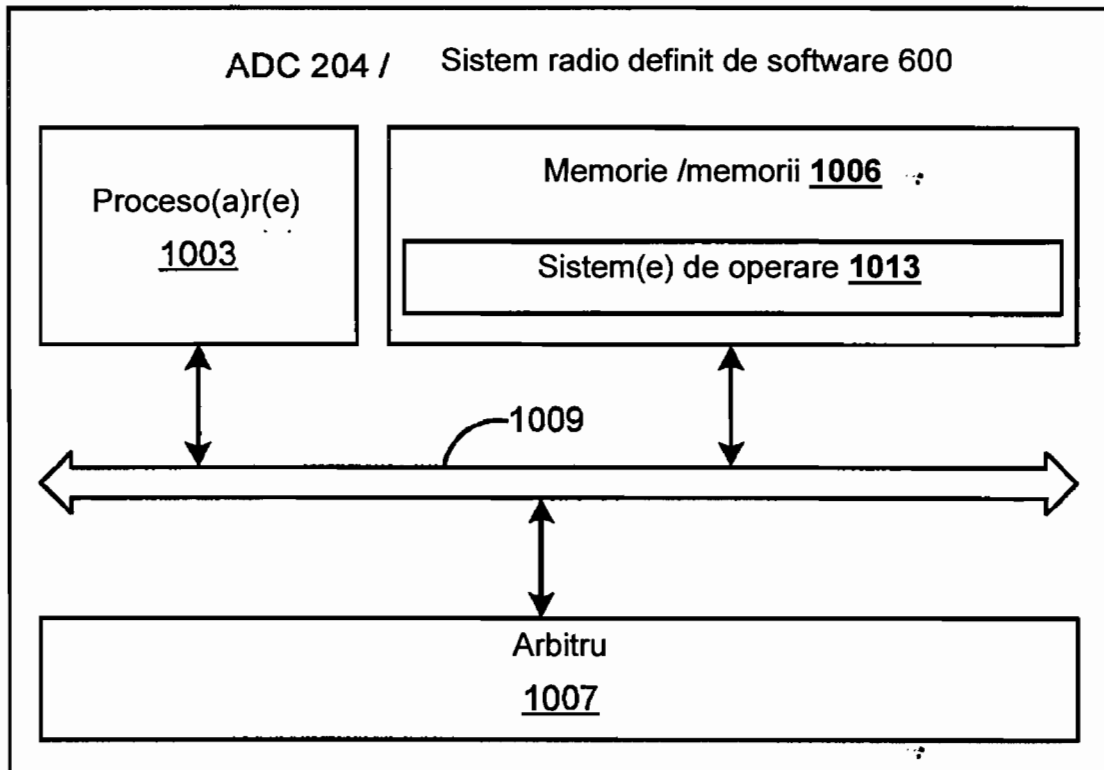 ADC 204 / Sistem radio definit de software 600
Proceso(a)r(e)
1003
Memorie /memorii 1006
Sistem(e) de operare 1013
1009
Arbitru
1007